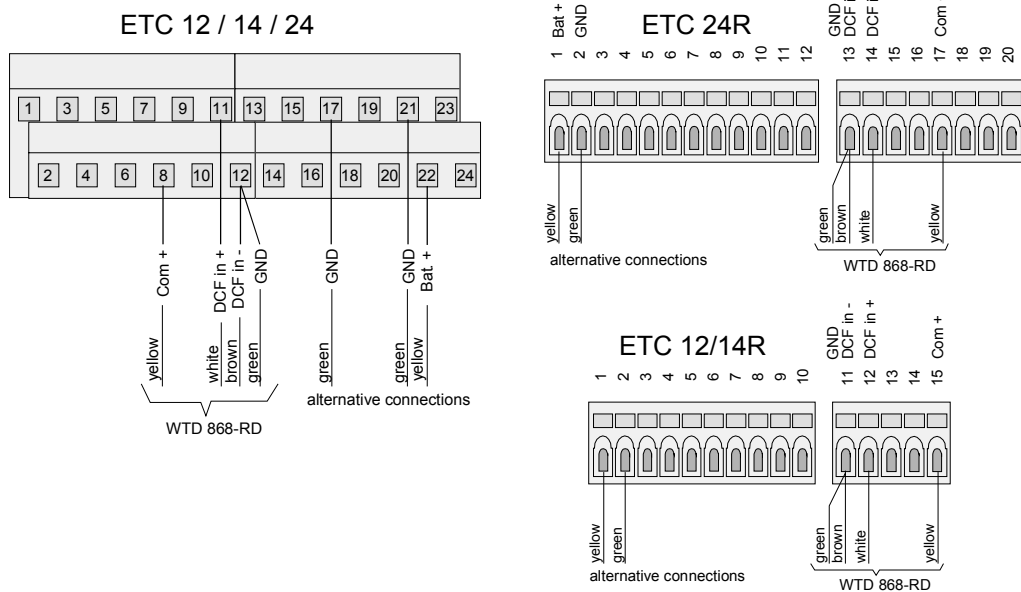 ETC 12 / 14 / 24
1 3 5 7 9 11 13 15 17 19 21 23
2 4 6 8 10 12 14 16 18 20 22 24
Com +
DCF in +
DCF in -
GND
GND
GND
Bat +
yellow
white
brown
green
green
green
yellow
WTD 868-RD
alternative connections
ETC 24R
Bat +
GND
GND
Com +
1 2 3 4 5 6 7 8 9 10 11 12 13 14 15 16 17 18 19 20
yellow
green
green
brown
white
yellow
alternative connections
WTD 868-RD
ETC 12/14R
GND
DCF in -
DCF in +
Com +
1 2 3 4 5 6 7 8 9 10 11 12 13 14 15
yellow
green
green
brown
white
yellow
alternative connections
WTD 868-RD